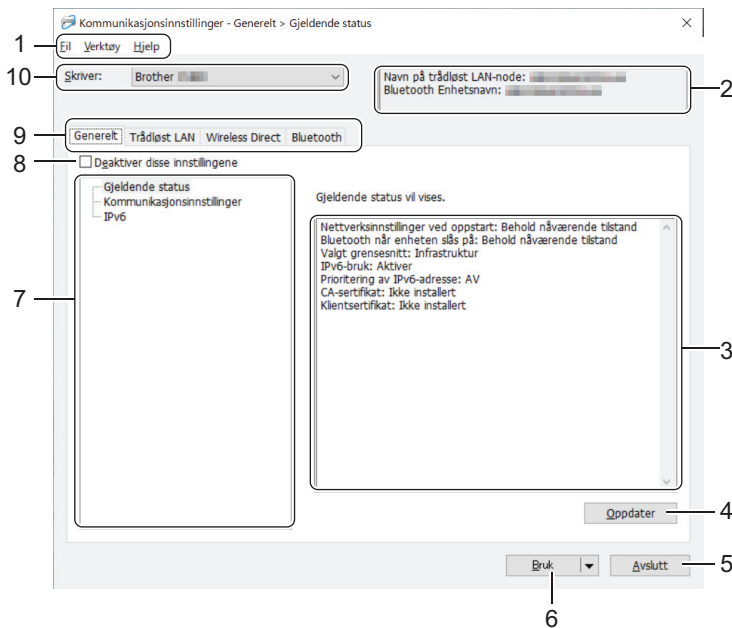 Kommunikasjonsinnstillinger - Generelt > Gjeldende status
1
Fil Verktøy Hjelp
10
Skriver:
Brother
Navn på trådløst LAN-node:
Bluetooth Enhetsnavn:
2
9
Generelt Trådløst LAN Wireless Direct Bluetooth
8
Deaktiver disse innstillingene
Gjeldende status
Kommunikasjonsinnstillinger
IPv6
7
Gjeldende status vil vises.
Nettverksinnstillinger ved oppstart: Behold nåværende tilstand
Bluetooth når enheten slås på: Behold nåværende tilstand
Valgt grensesnitt: Infrastruktur
IPv6-bruk: Aktiver
Prioritering av IPv6-adresse: AV
CA-sertifikat: Ikke installert
Klientsertifikat: Ikke installert
3
Oppdater
4
Bruk
Avslutt
5
6